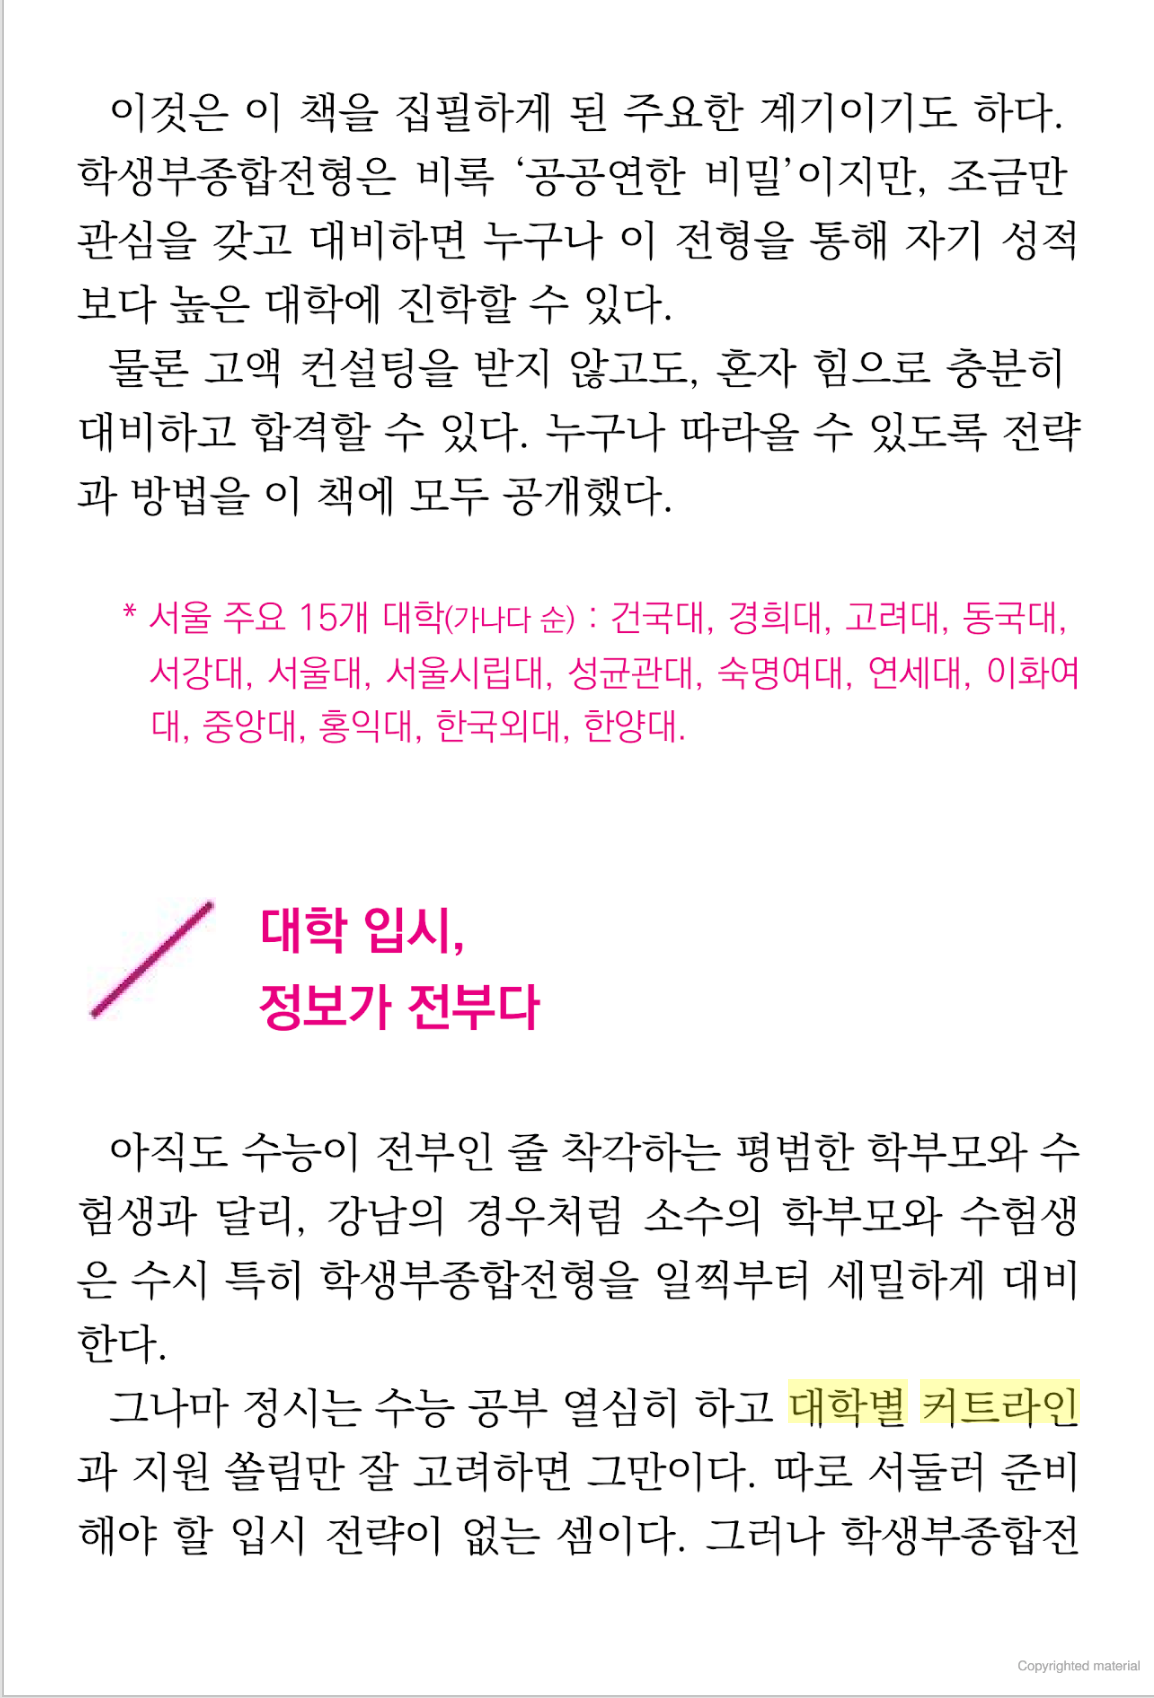 이것은 이 책을 집필하게 된 주요한 계기이기도 하다.
학생부종합전형은 비록 ‘공공연한 비밀’이지만, 조금만
관심을 갖고 대비하면 누구나 이 전형을 통해 자기 성적
보다 높은 대학에 진학할 수 있다.
물론 고액 컨설팅을 받지 않고도, 혼자 힘으로 충분히
대비하고 합격할 수 있다. 누구나 따라올 수 있도록 전략
과 방법을 이 책에 모두 공개했다.
* 서울 주요 15개 대학(가나다 순) : 건국대, 경희대, 고려대, 동국대,
서강대, 서울대, 서울시립대, 성균관대, 숙명여대, 연세대, 이화여
대, 중앙대, 홍익대, 한국외대, 한양대.
대학 입시,
정보가 전부다
아직도 수능이 전부인 줄 착각하는 평범한 학부모와 수
험생과 달리, 강남의 경우처럼 소수의 학부모와 수험생
은 수시 특히 학생부종합전형을 일찍부터 세밀하게 대비
한다.
그나마 정시는 수능 공부 열심히 하고 대학별 커트라인
과 지원 쏠림만 잘 고려하면 그만이다. 따로 서둘러 준비
해야 할 입시 전략이 없는 셈이다. 그러나 학생부종합전
Copyrighted material